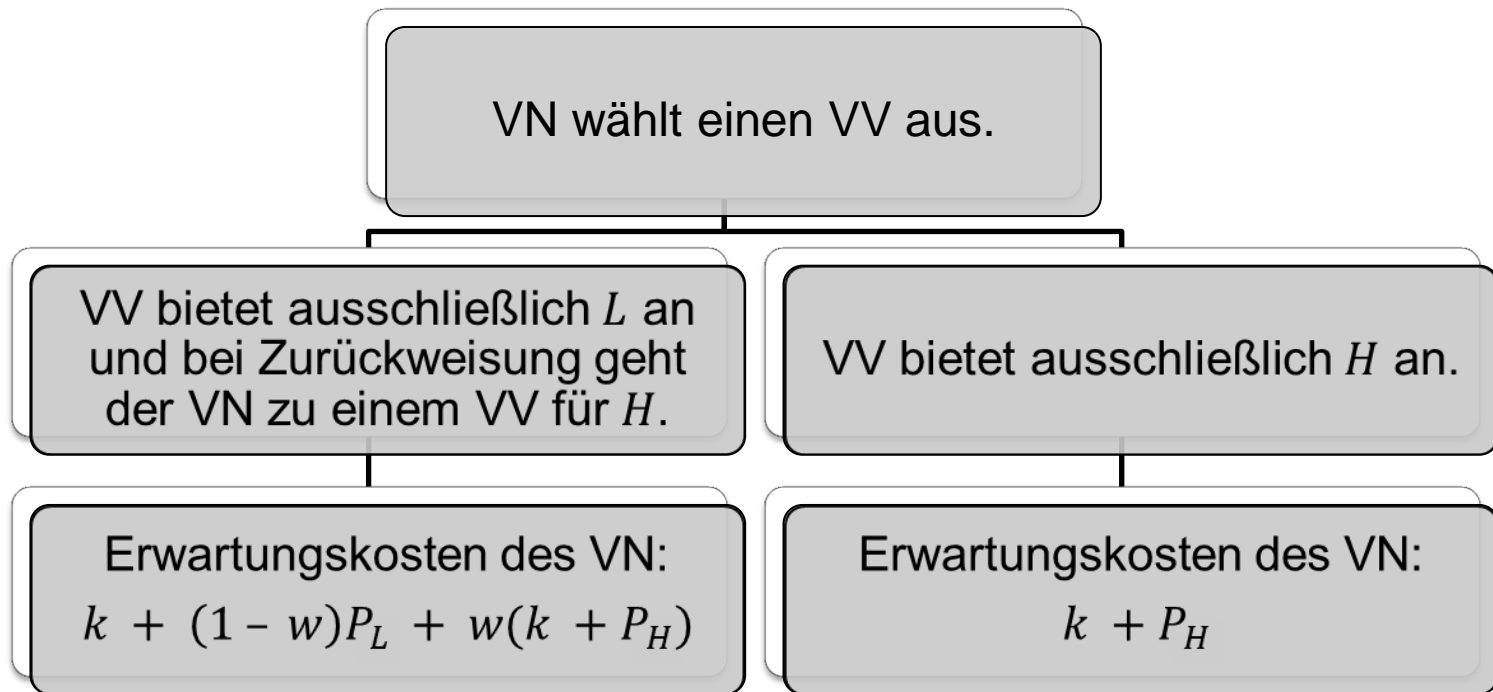 VN wählt einen VV aus.
VV bietet ausschließlich L an
und bei Zurückweisung geht
der VN zu einem VV für H.
VV bietet ausschließlich H an.
Erwartungskosten des VN:
k + (1 – w)P_L + w(k + P_H)
Erwartungskosten des VN:
k + P_H